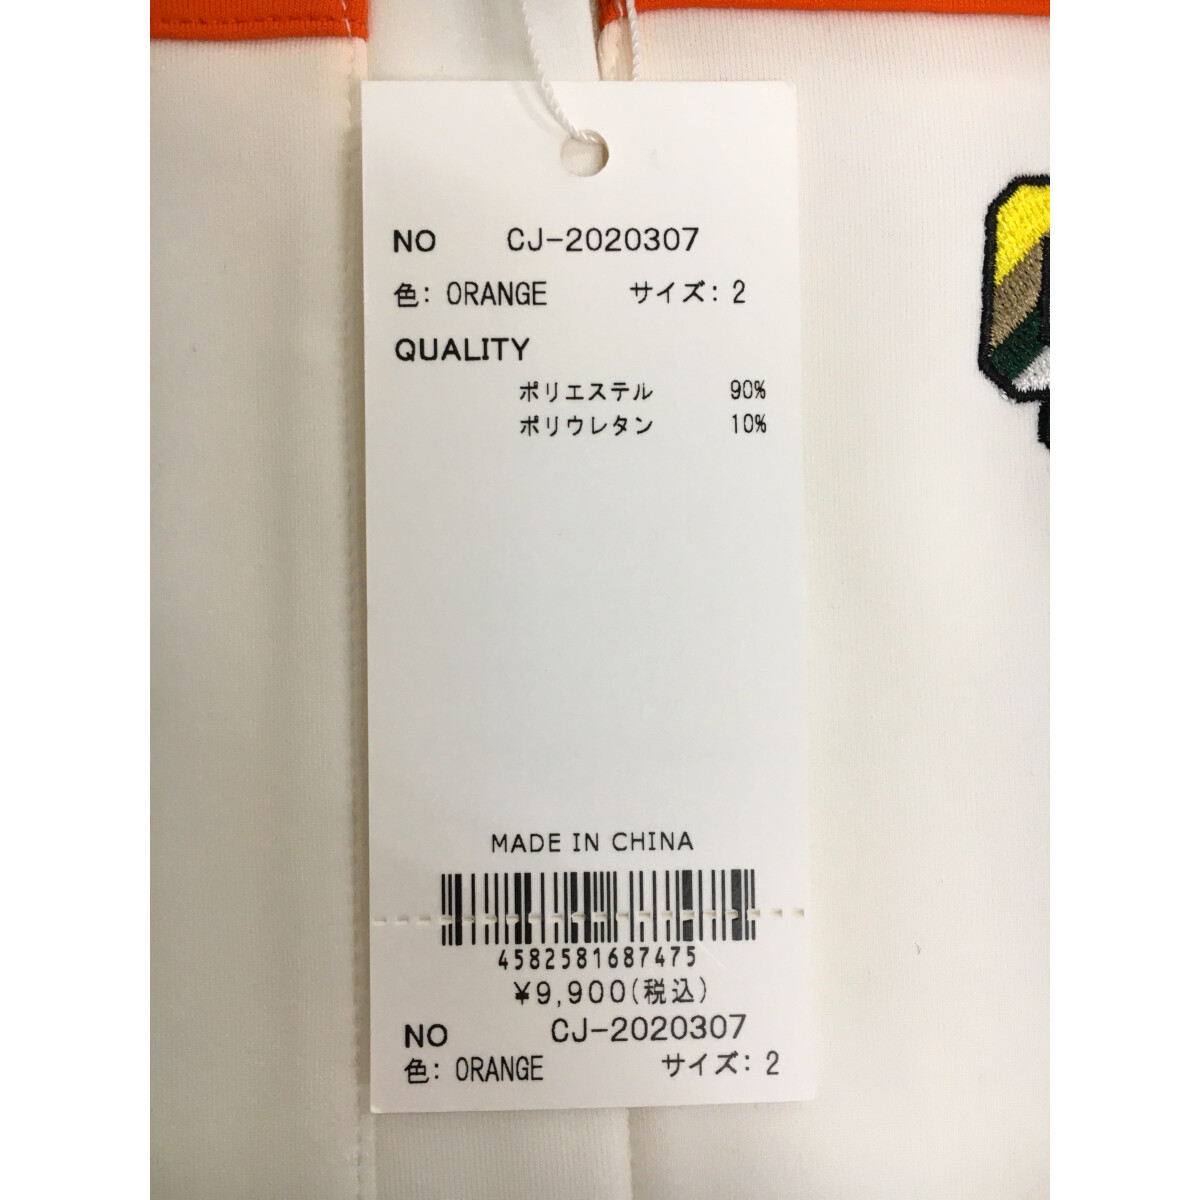 NO CJ-2020307
色: ORANGE サイズ: 2
QUALITY
ポリエステル 90%
ポリウレタン 10%
MADE IN CHINA
4582581687475
¥9,900(税込)
NO CJ-2020307
色: ORANGE サイズ: 2